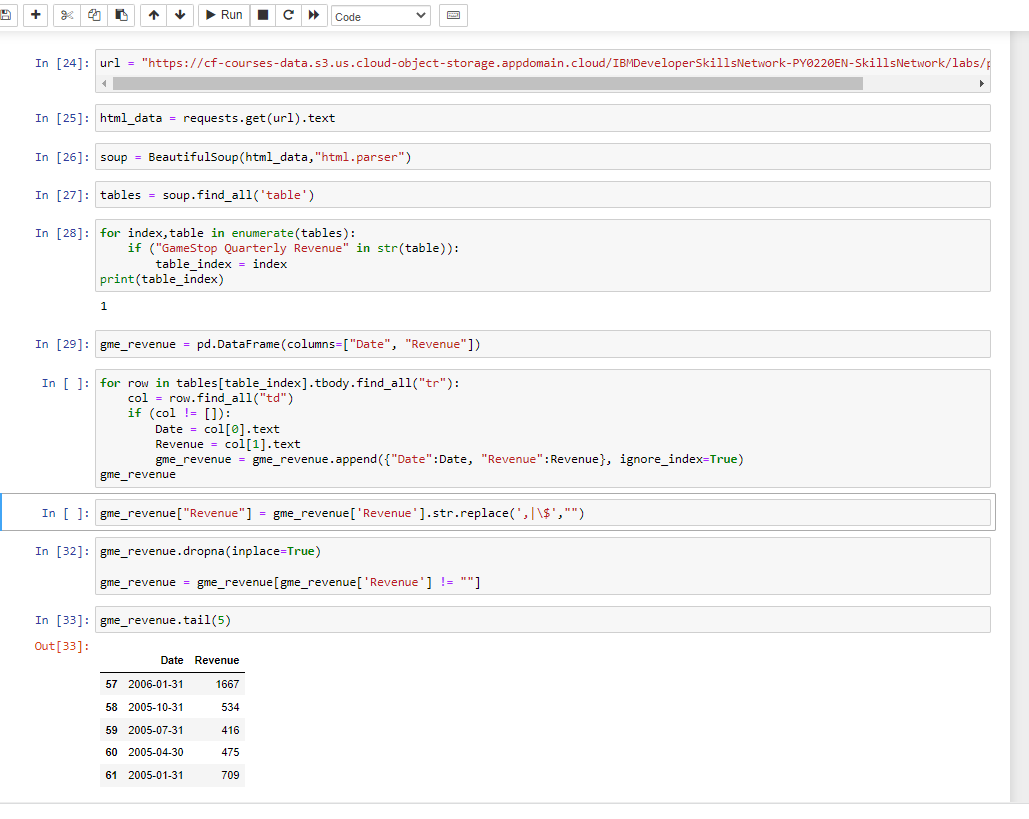 Run
Code
In [24]: url = "https://cf-courses-data.s3.us.cloud-object-storage.appdomain.cloud/IBMDeveloperSkillsNetwork-PY0220EN-SkillsNetwork/labs/p
In [25]: html_data = requests.get(url).text
In [26]: soup = BeautifulSoup(html_data,"html.parser")
In [27]: tables = soup.find_all('table')
In [28]: for index,table in enumerate(tables):
    if ("GameStop Quarterly Revenue" in str(table)):
        table_index = index
print(table_index)
1
In [29]: gme_revenue = pd.DataFrame(columns=["Date", "Revenue"])
In [ ]: for row in tables[table_index].tbody.find_all("tr"):
    col = row.find_all("td")
    if (col != []):
        Date = col[0].text
        Revenue = col[1].text
        gme_revenue = gme_revenue.append({"Date":Date, "Revenue":Revenue}, ignore_index=True)
gme_revenue
In [ ]: gme_revenue["Revenue"] = gme_revenue['Revenue'].str.replace(',|\$',"")
In [32]: gme_revenue.dropna(inplace=True)
gme_revenue = gme_revenue[gme_revenue['Revenue'] != ""]
In [33]: gme_revenue.tail(5)
Out[33]:
Date Revenue
57 2006-01-31 1667
58 2005-10-31 534
59 2005-07-31 416
60 2005-04-30 475
61 2005-01-31 709